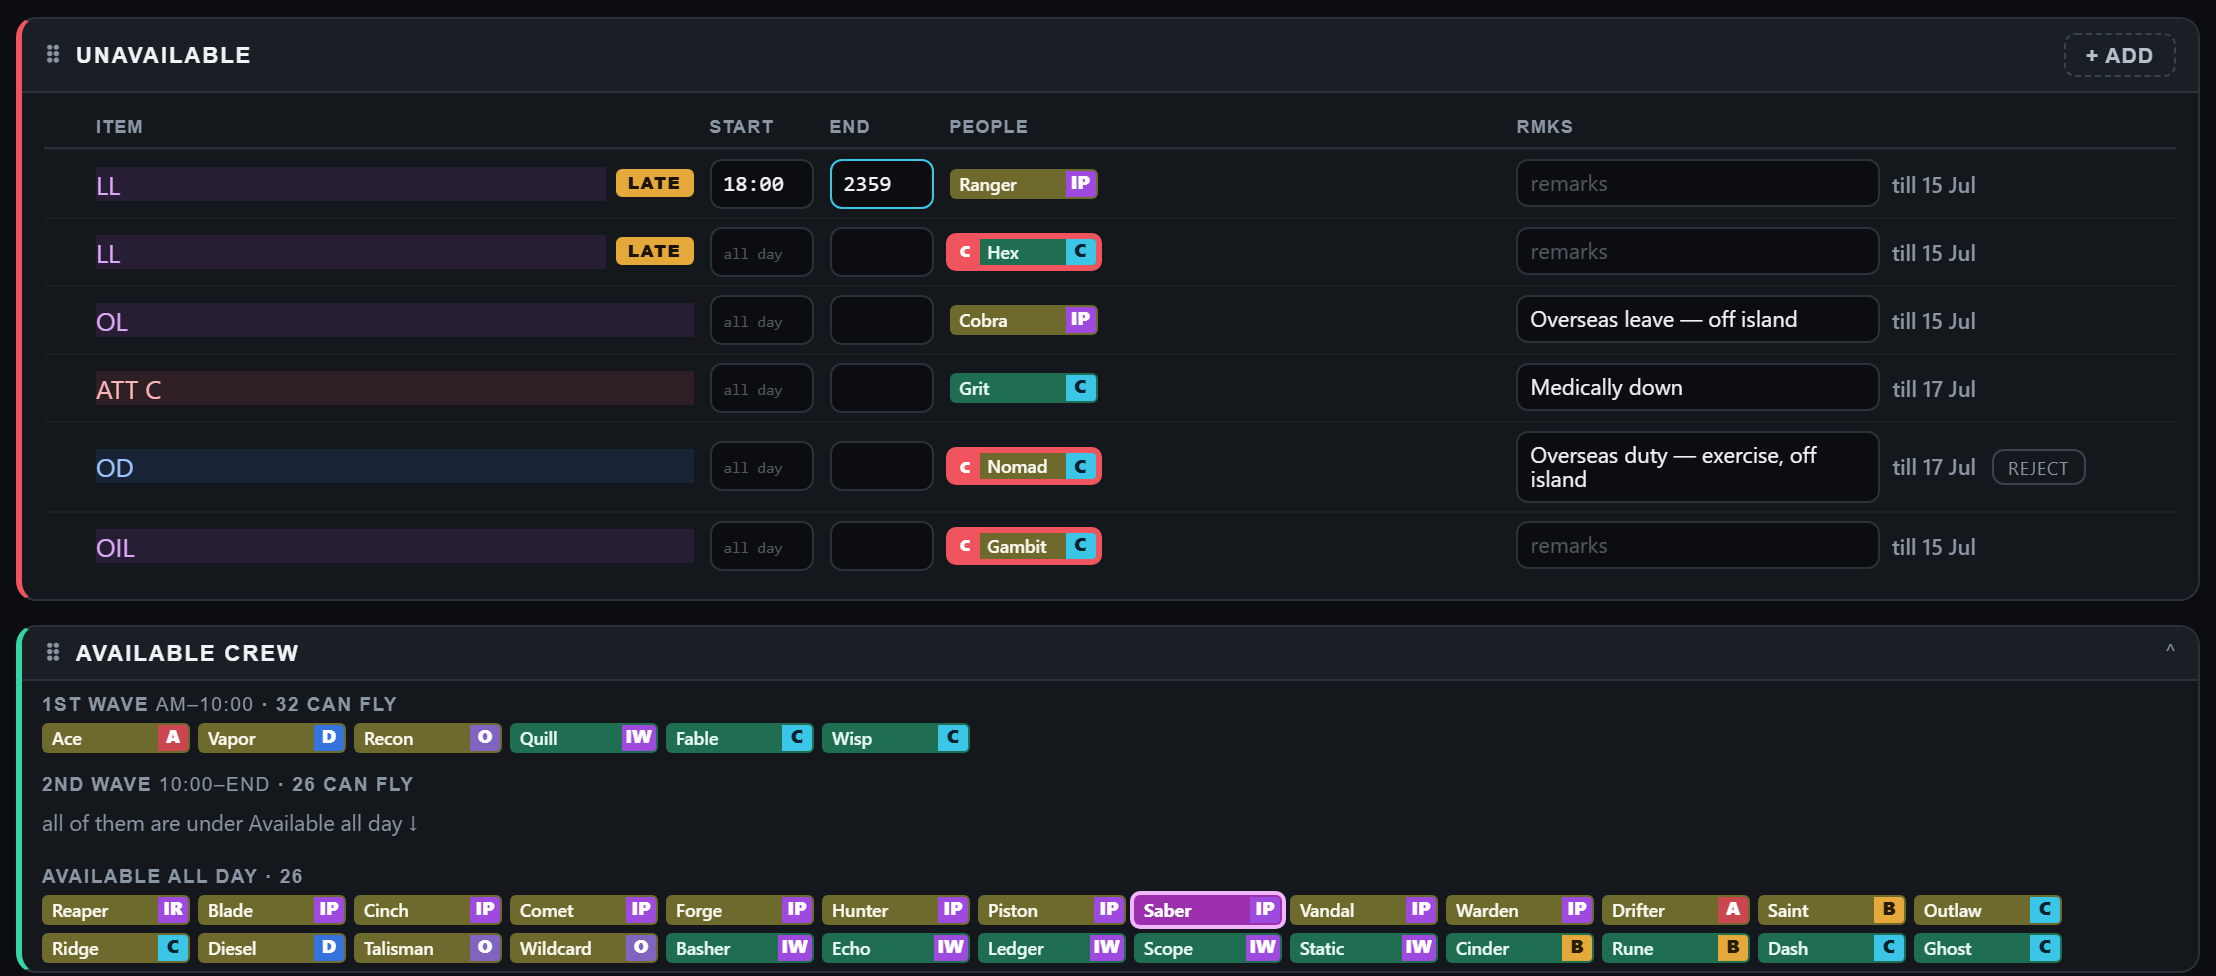 UNAVAILABLE + ADD
ITEM START END PEOPLE RMKS
LL LATE 18:00 2359 Ranger IP remarks till 15 Jul
LL LATE all day C Hex C remarks till 15 Jul
OL all day Cobra IP Overseas leave — off island till 15 Jul
ATT C all day Grit C Medically down till 17 Jul
OD all day C Nomad C Overseas duty — exercise, off island till 17 Jul REJECT
OIL all day C Gambit C remarks till 15 Jul
AVAILABLE CREW ^
1ST WAVE AM–10:00 · 32 CAN FLY
Ace A Vapor D Recon O Quill IW Fable C Wisp C
2ND WAVE 10:00–END · 26 CAN FLY
all of them are under Available all day ↓
AVAILABLE ALL DAY · 26
Reaper IR Blade IP Cinch IP Comet IP Forge IP Hunter IP Piston IP Saber IP Vandal IP Warden IP Drifter A Saint B Outlaw C
Ridge C Diesel D Talisman O Wildcard O Basher IW Echo IW Ledger IW Scope IW Static IW Cinder B Rune B Dash C Ghost C